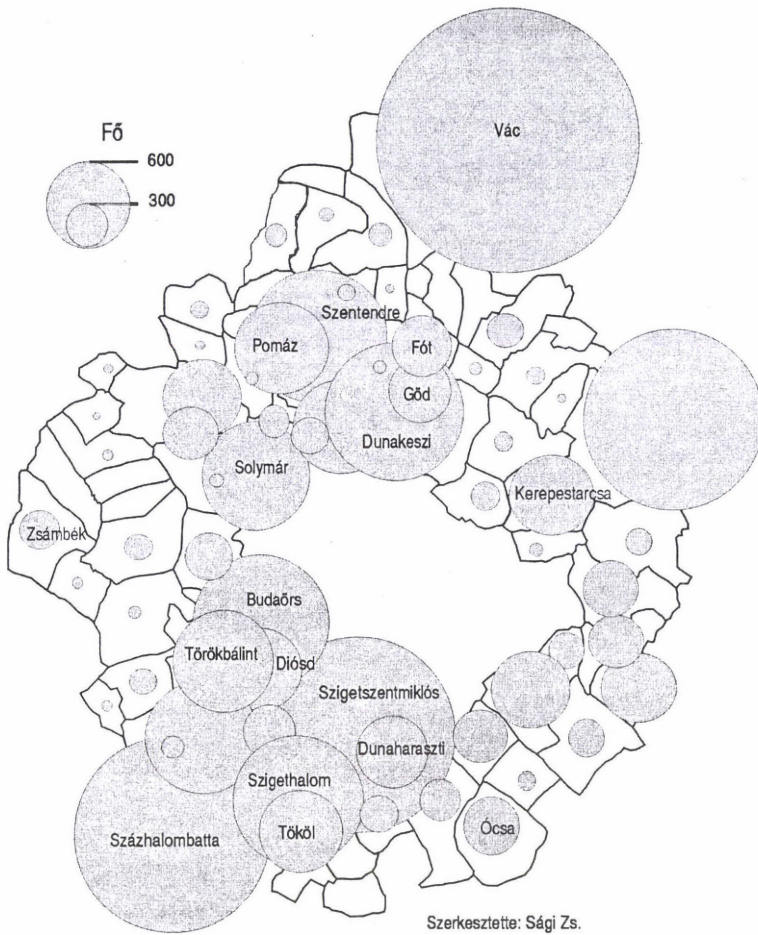 Vác
Fő
600
300
Szentendre
Pomáz
Fót
Göd
Dunakeszi
Solymár
Kerepestarcsa
Zsámbék
Budaörs
Törökbálint
Diósd
Szigetszentmiklós
Dunaharaszti
Szigethalom
Százhalombatta
Tököl
Ócsa
Szerkesztette: Sági Zs.